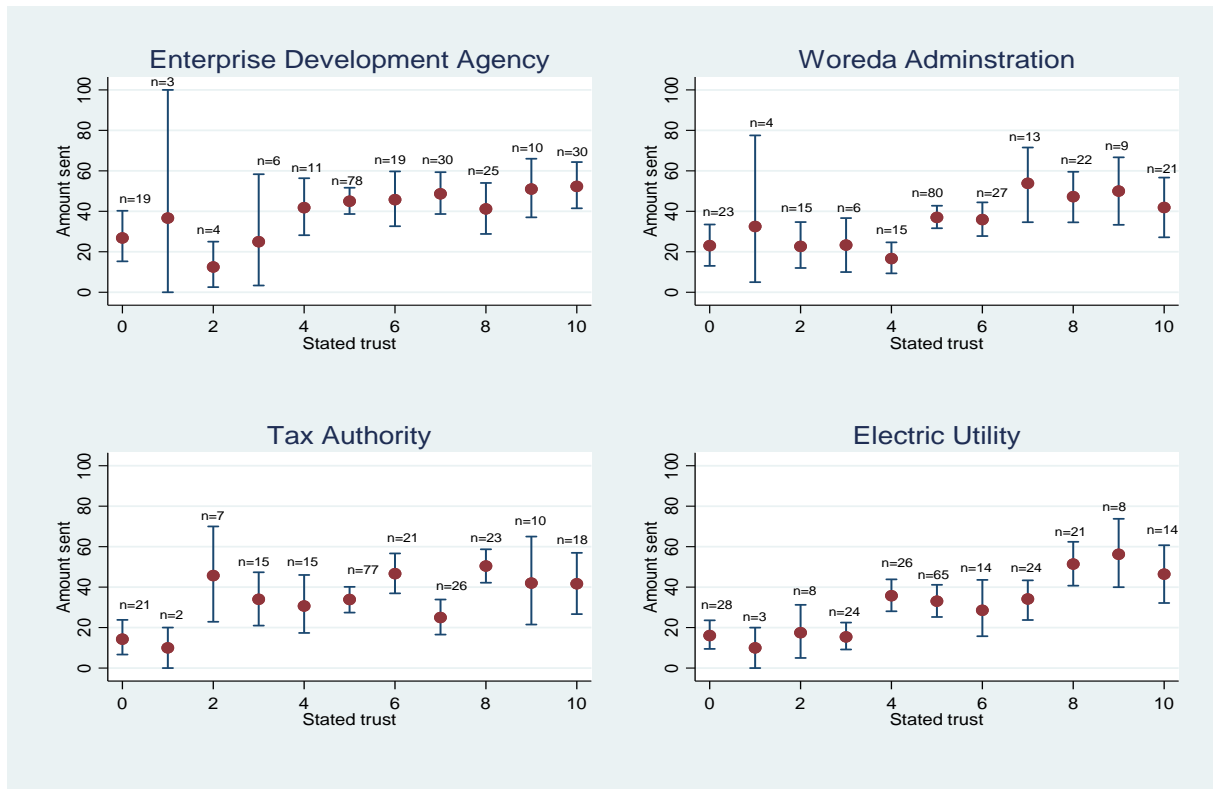 Enterprise Development Agency
Amount sent
0 20 40 60 80 100
n=19 n=3 n=4 n=6 n=11 n=78 n=19 n=30 n=25 n=10 n=30
0 2 4 6 8 10
Stated trust
Woreda Adminstration
Amount sent
0 20 40 60 80 100
n=23 n=4 n=15 n=6 n=15 n=80 n=27 n=13 n=22 n=9 n=21
0 2 4 6 8 10
Stated trust
Tax Authority
Amount sent
0 20 40 60 80 100
n=21 n=2 n=7 n=15 n=15 n=77 n=21 n=26 n=23 n=10 n=18
0 2 4 6 8 10
Stated trust
Electric Utility
Amount sent
0 20 40 60 80 100
n=28 n=3 n=8 n=24 n=26 n=65 n=14 n=24 n=21 n=8 n=14
0 2 4 6 8 10
Stated trust